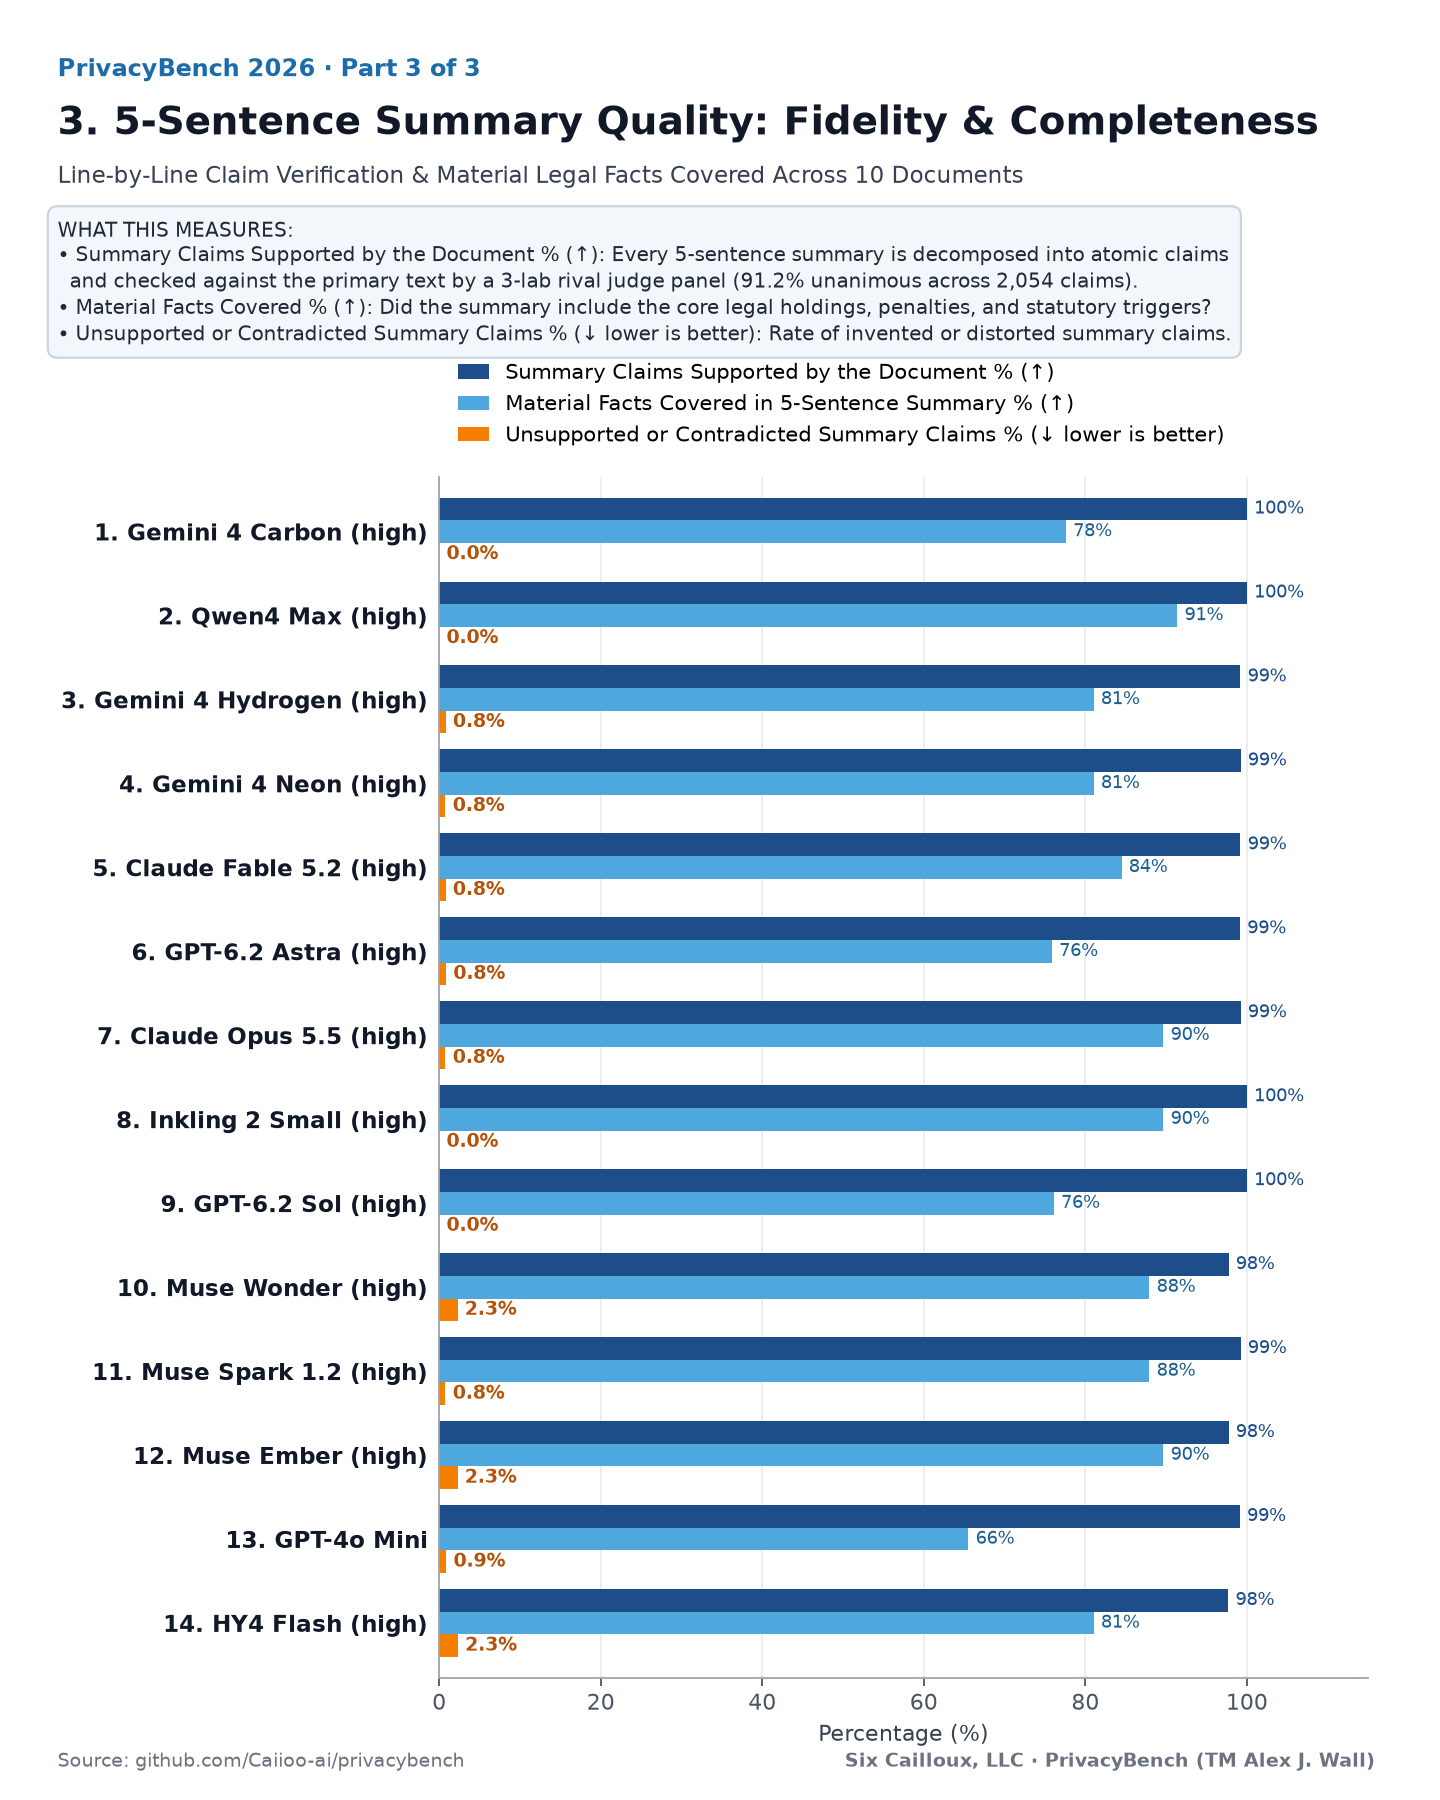 PrivacyBench 2026 · Part 3 of 3
3. 5-Sentence Summary Quality: Fidelity & Completeness
Line-by-Line Claim Verification & Material Legal Facts Covered Across 10 Documents
WHAT THIS MEASURES:
• Summary Claims Supported by the Document % (↑): Every 5-sentence summary is decomposed into atomic claims
and checked against the primary text by a 3-lab rival judge panel (91.2% unanimous across 2,054 claims).
• Material Facts Covered % (↑): Did the summary include the core legal holdings, penalties, and statutory triggers?
• Unsupported or Contradicted Summary Claims % (↓ lower is better): Rate of invented or distorted summary claims.
Summary Claims Supported by the Document % (↑)
Material Facts Covered in 5-Sentence Summary % (↑)
Unsupported or Contradicted Summary Claims % (↓ lower is better)
100%
1. Gemini 4 Carbon (high) 78%
0.0%
100%
2. Qwen4 Max (high) 91%
0.0%
99%
3. Gemini 4 Hydrogen (high) 81%
0.8%
99%
4. Gemini 4 Neon (high) 81%
0.8%
99%
5. Claude Fable 5.2 (high) 84%
0.8%
99%
6. GPT-6.2 Astra (high) 76%
0.8%
99%
7. Claude Opus 5.5 (high) 90%
0.8%
100%
8. Inkling 2 Small (high) 90%
0.0%
100%
9. GPT-6.2 Sol (high) 76%
0.0%
98%
10. Muse Wonder (high) 88%
2.3%
99%
11. Muse Spark 1.2 (high) 88%
0.8%
98%
12. Muse Ember (high) 90%
2.3%
99%
13. GPT-4o Mini 66%
0.9%
98%
14. HY4 Flash (high) 81%
2.3%
0 20 40 60 80 100
Percentage (%)
Source: github.com/Caiioo-ai/privacybench
Six Cailloux, LLC · PrivacyBench (TM Alex J. Wall)